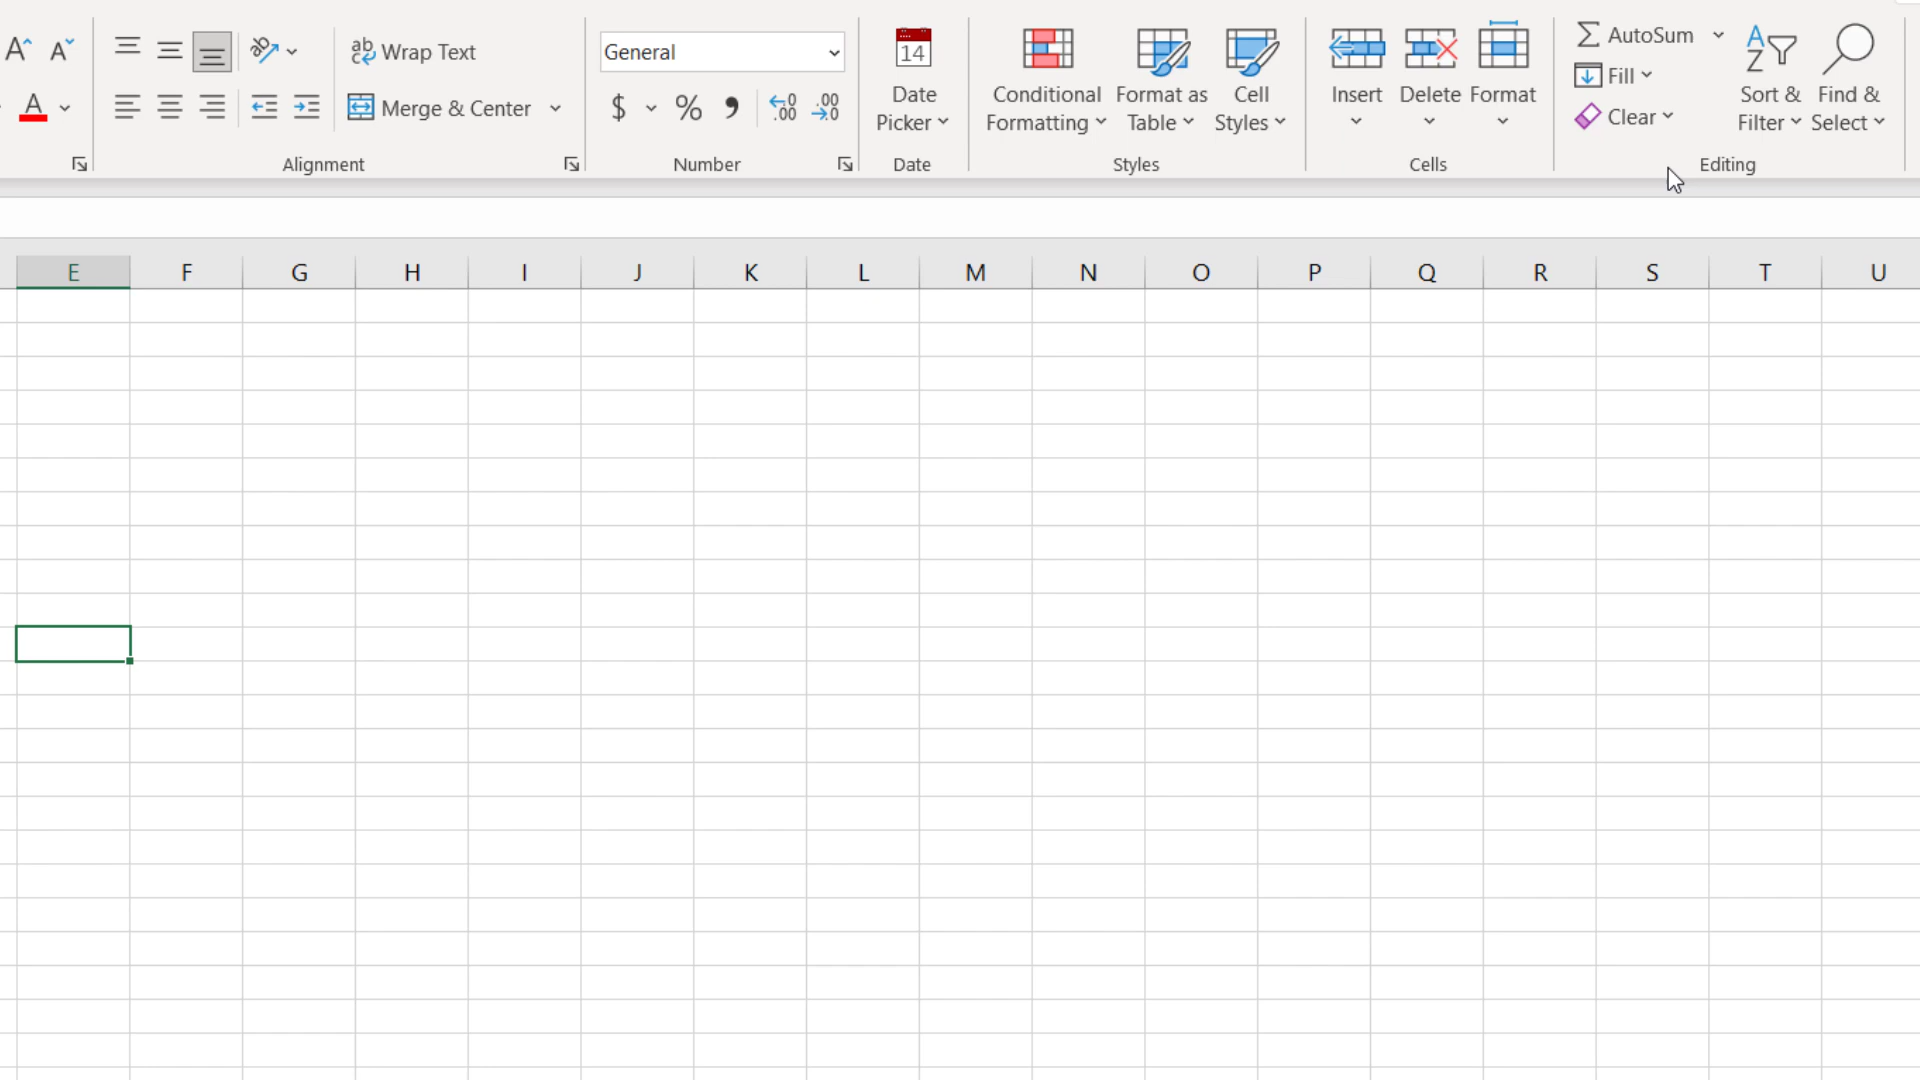 Wrap Text
Merge & Center
Alignment
General
$ % ,
Number
14
Date
Picker
Date
Conditional
Formatting
Format as
Table
Cell
Styles
Styles
Insert
Delete
Format
Cells
AutoSum
Fill
Clear
Sort &
Filter
Find &
Select
Editing
E F G H I J K L M N O P Q R S T U